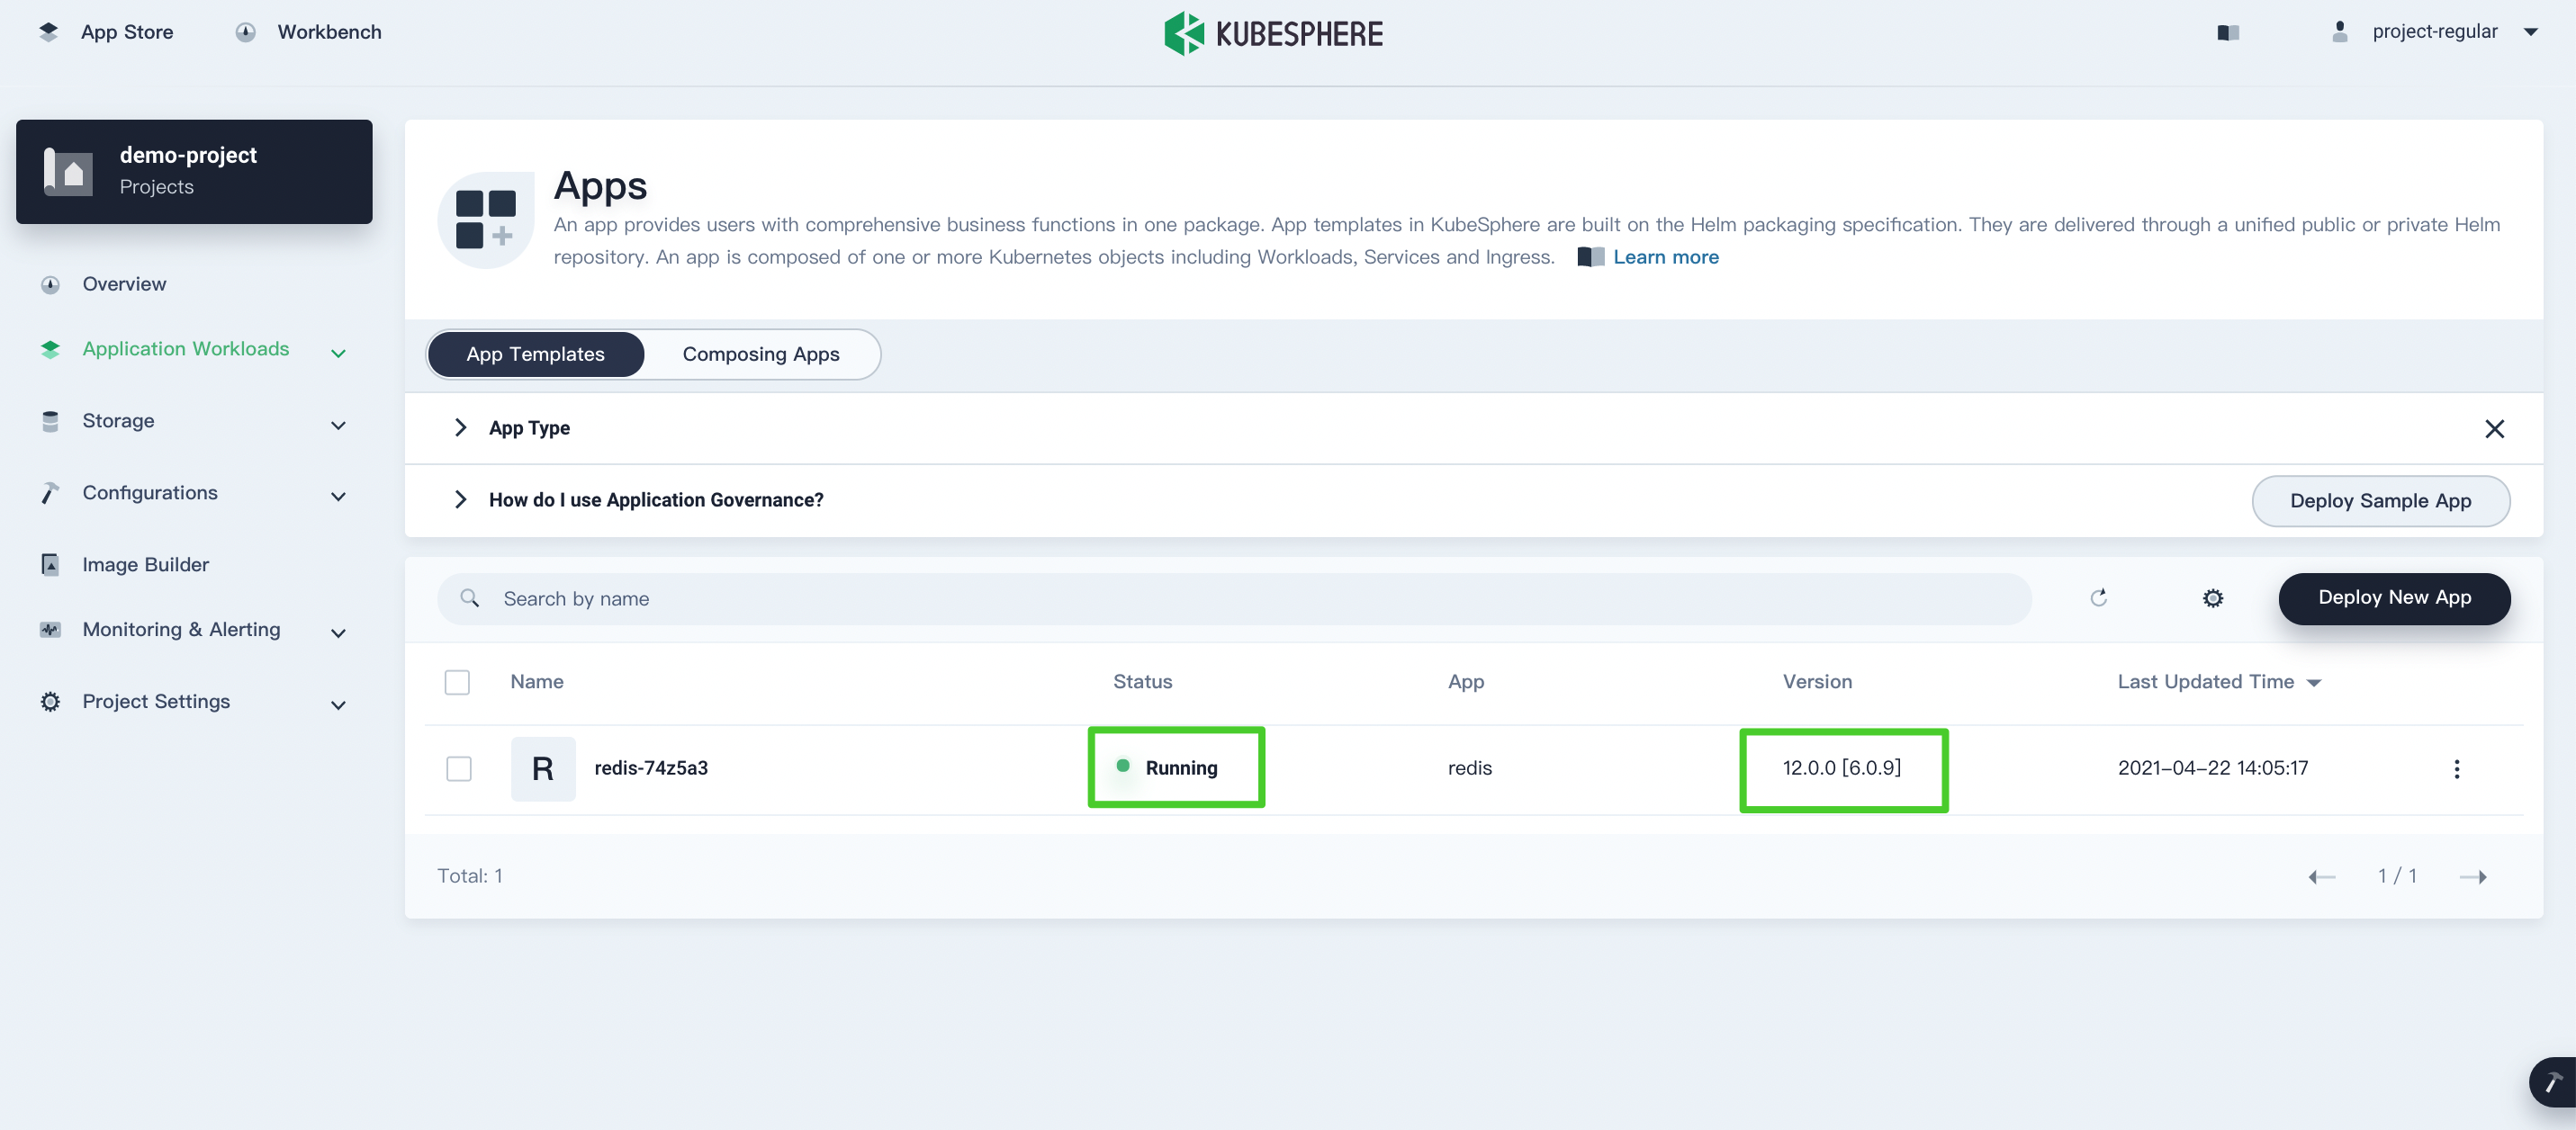 App Store
Workbench
KUBESPHERE
project-regular
demo-project
Projects
Overview
Application Workloads
Storage
Configurations
Image Builder
Monitoring & Alerting
Project Settings
Apps
An app provides users with comprehensive business functions in one package. App templates in KubeSphere are built on the Helm packaging specification. They are delivered through a unified public or private Helm
repository. An app is composed of one or more Kubernetes objects including Workloads, Services and Ingress. Learn more
App Templates
Composing Apps
App Type
How do I use Application Governance?
Deploy Sample App
Search by name
Deploy New App
Name Status App Version Last Updated Time
R redis-74z5a3 Running redis 12.0.0 [6.0.9] 2021-04-22 14:05:17
Total: 1
1 / 1